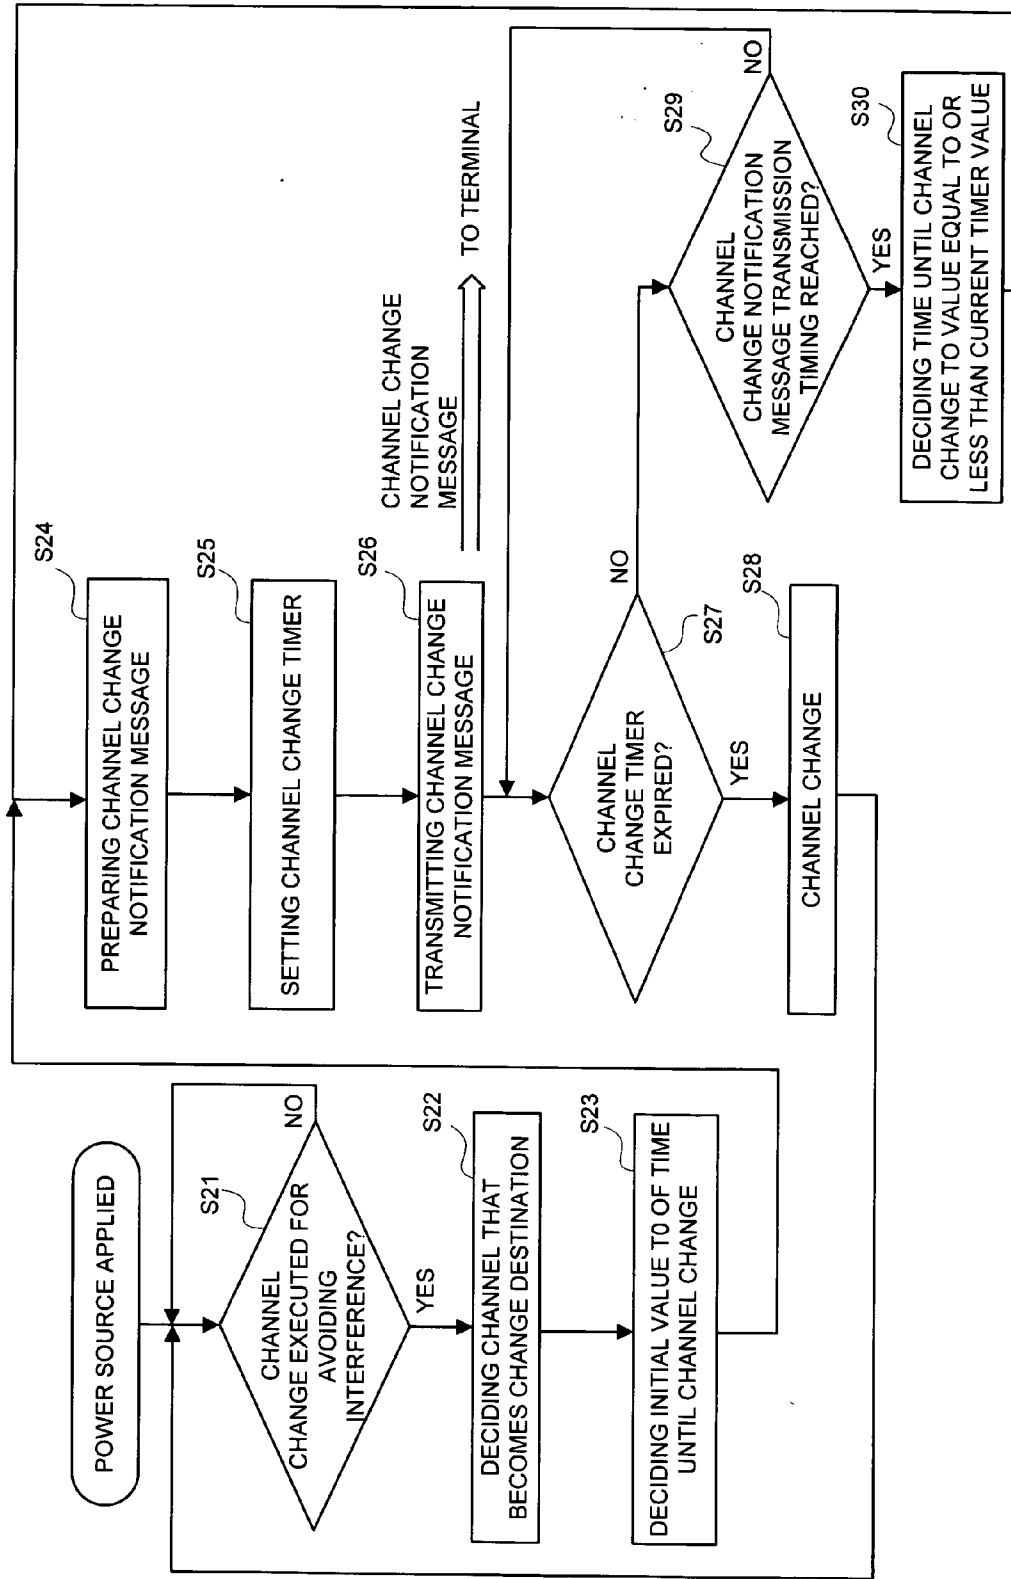 POWER SOURCE APPLIED
S21
CHANNEL
CHANGE EXECUTED FOR
AVOIDING
INTERFERENCE?
NO
YES
S22
DECIDING CHANNEL THAT
BECOMES CHANGE DESTINATION
S23
DECIDING INITIAL VALUE T0 OF TIME
UNTIL CHANNEL CHANGE
S24
PREPARING CHANNEL CHANGE
NOTIFICATION MESSAGE
S25
SETTING CHANNEL CHANGE TIMER
S26
TRANSMITTING CHANNEL CHANGE
NOTIFICATION MESSAGE
CHANNEL CHANGE
NOTIFICATION
MESSAGE
TO TERMINAL
CHANNEL
CHANGE TIMER
EXPIRED?
NO
S27
YES
S28
CHANNEL CHANGE
S29
CHANNEL
CHANGE NOTIFICATION
MESSAGE TRANSMISSION
TIMING REACHED?
NO
YES
S30
DECIDING TIME UNTIL CHANNEL
CHANGE TO VALUE EQUAL TO OR
LESS THAN CURRENT TIMER VALUE